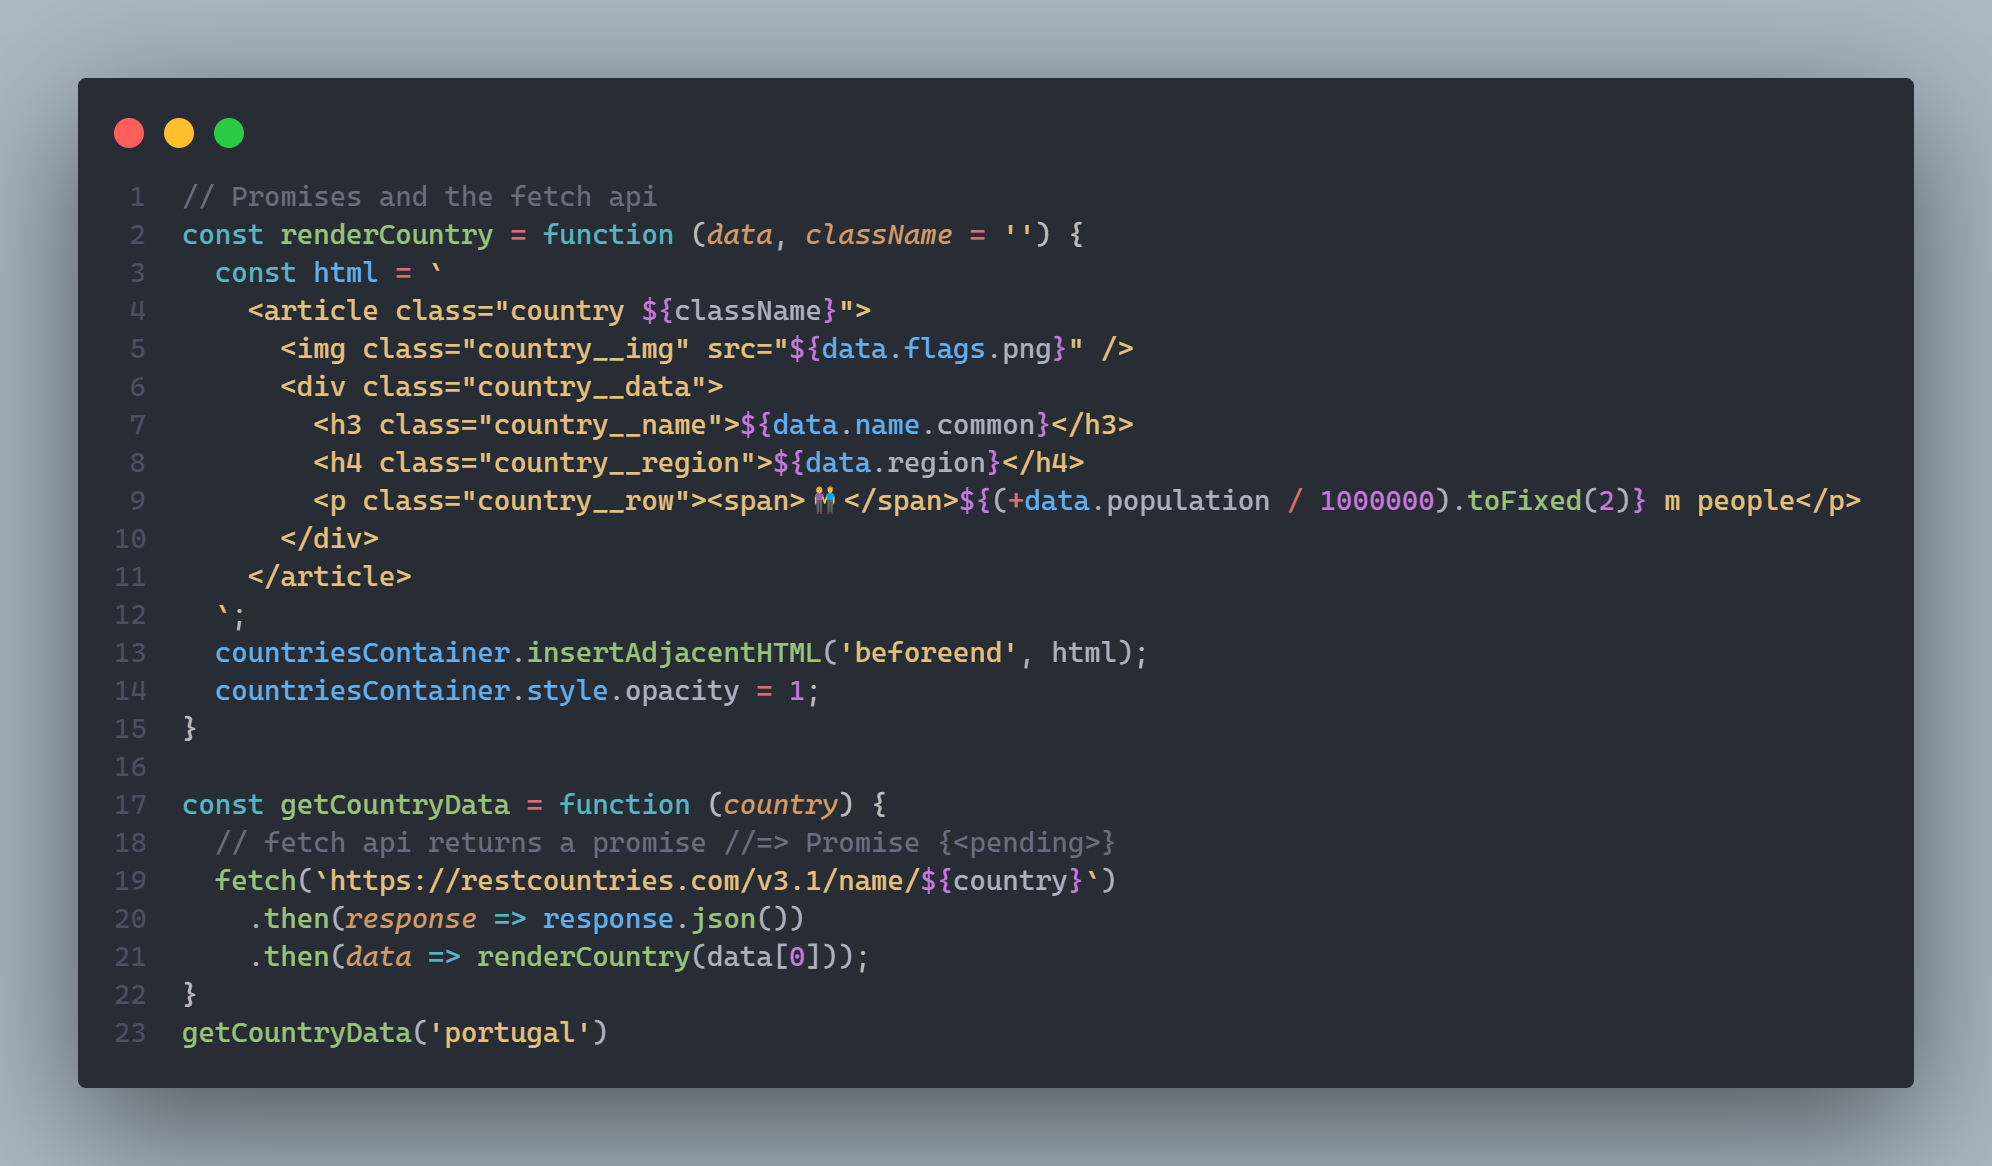 1 // Promises and the fetch api
2 const renderCountry = function (data, className = '') {
3   const html = `
4     <article class="country ${className}">
5       <img class="country__img" src="${data.flags.png}" />
6       <div class="country__data">
7         <h3 class="country__name">${data.name.common}</h3>
8         <h4 class="country__region">${data.region}</h4>
9         <p class="country__row"><span>👫</span>${(+data.population / 1000000).toFixed(2)} m people</p>
10       </div>
11     </article>
12   `;
13   countriesContainer.insertAdjacentHTML('beforeend', html);
14   countriesContainer.style.opacity = 1;
15 }
16
17 const getCountryData = function (country) {
18   // fetch api returns a promise //=> Promise {<pending>}
19   fetch(`https://restcountries.com/v3.1/name/${country}`)
20     .then(response => response.json())
21     .then(data => renderCountry(data[0]));
22 }
23 getCountryData('portugal')